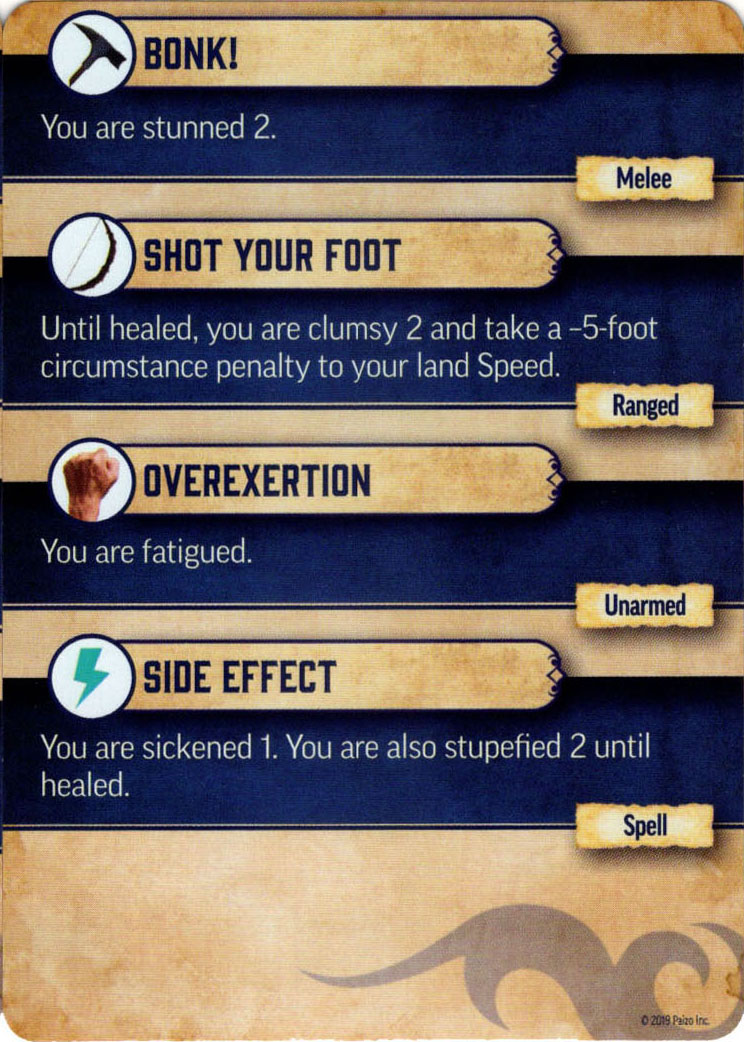 BONK!
You are stunned 2.
Melee
SHOT YOUR FOOT
Until healed, you are clumsy 2 and take a –5-foot
circumstance penalty to your land Speed.
Ranged
OVEREXERTION
You are fatigued.
Unarmed
SIDE EFFECT
You are sickened 1. You are also stupefied 2 until
healed.
Spell
© 2019 Paizo Inc.